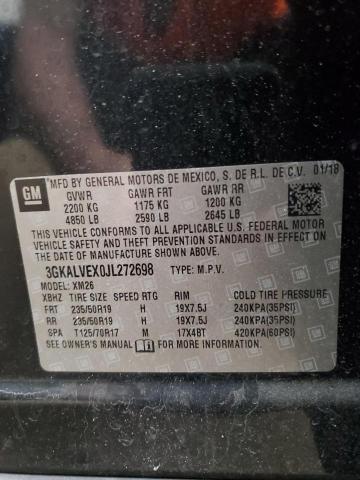 GM
MFD BY GENERAL MOTORS DE MEXICO, S. DE R.L. DE C.V. 01/18
GVWR GAWR FRT GAWR RR
2200 KG 1175 KG 1200 KG
4850 LB 2590 LB 2645 LB
THIS VEHICLE CONFORMS TO ALL APPLICABLE U.S. FEDERAL MOTOR
VEHICLE SAFETY, BUMPER, AND THEFT PREVENTION STANDARDS IN EFFECT ON
THE DATE OF MANUFACTURE SHOWN ABOVE.
3GKALVEX0JL272698 TYPE: M.P.V.
MODEL: XM26
XBHZ TIRE SIZE SPEED RTG RIM COLD TIRE PRESSURE
FRT 235/50R19 H 19X7.5J 240KPA(35PSI)
RR 235/50R19 H 19X7.5J 240KPA(35PSI)
SPA T125/70R17 M 17X4BT 420KPA(60PSI)
SEE OWNER'S MANUAL FOR MORE INFORMATION.